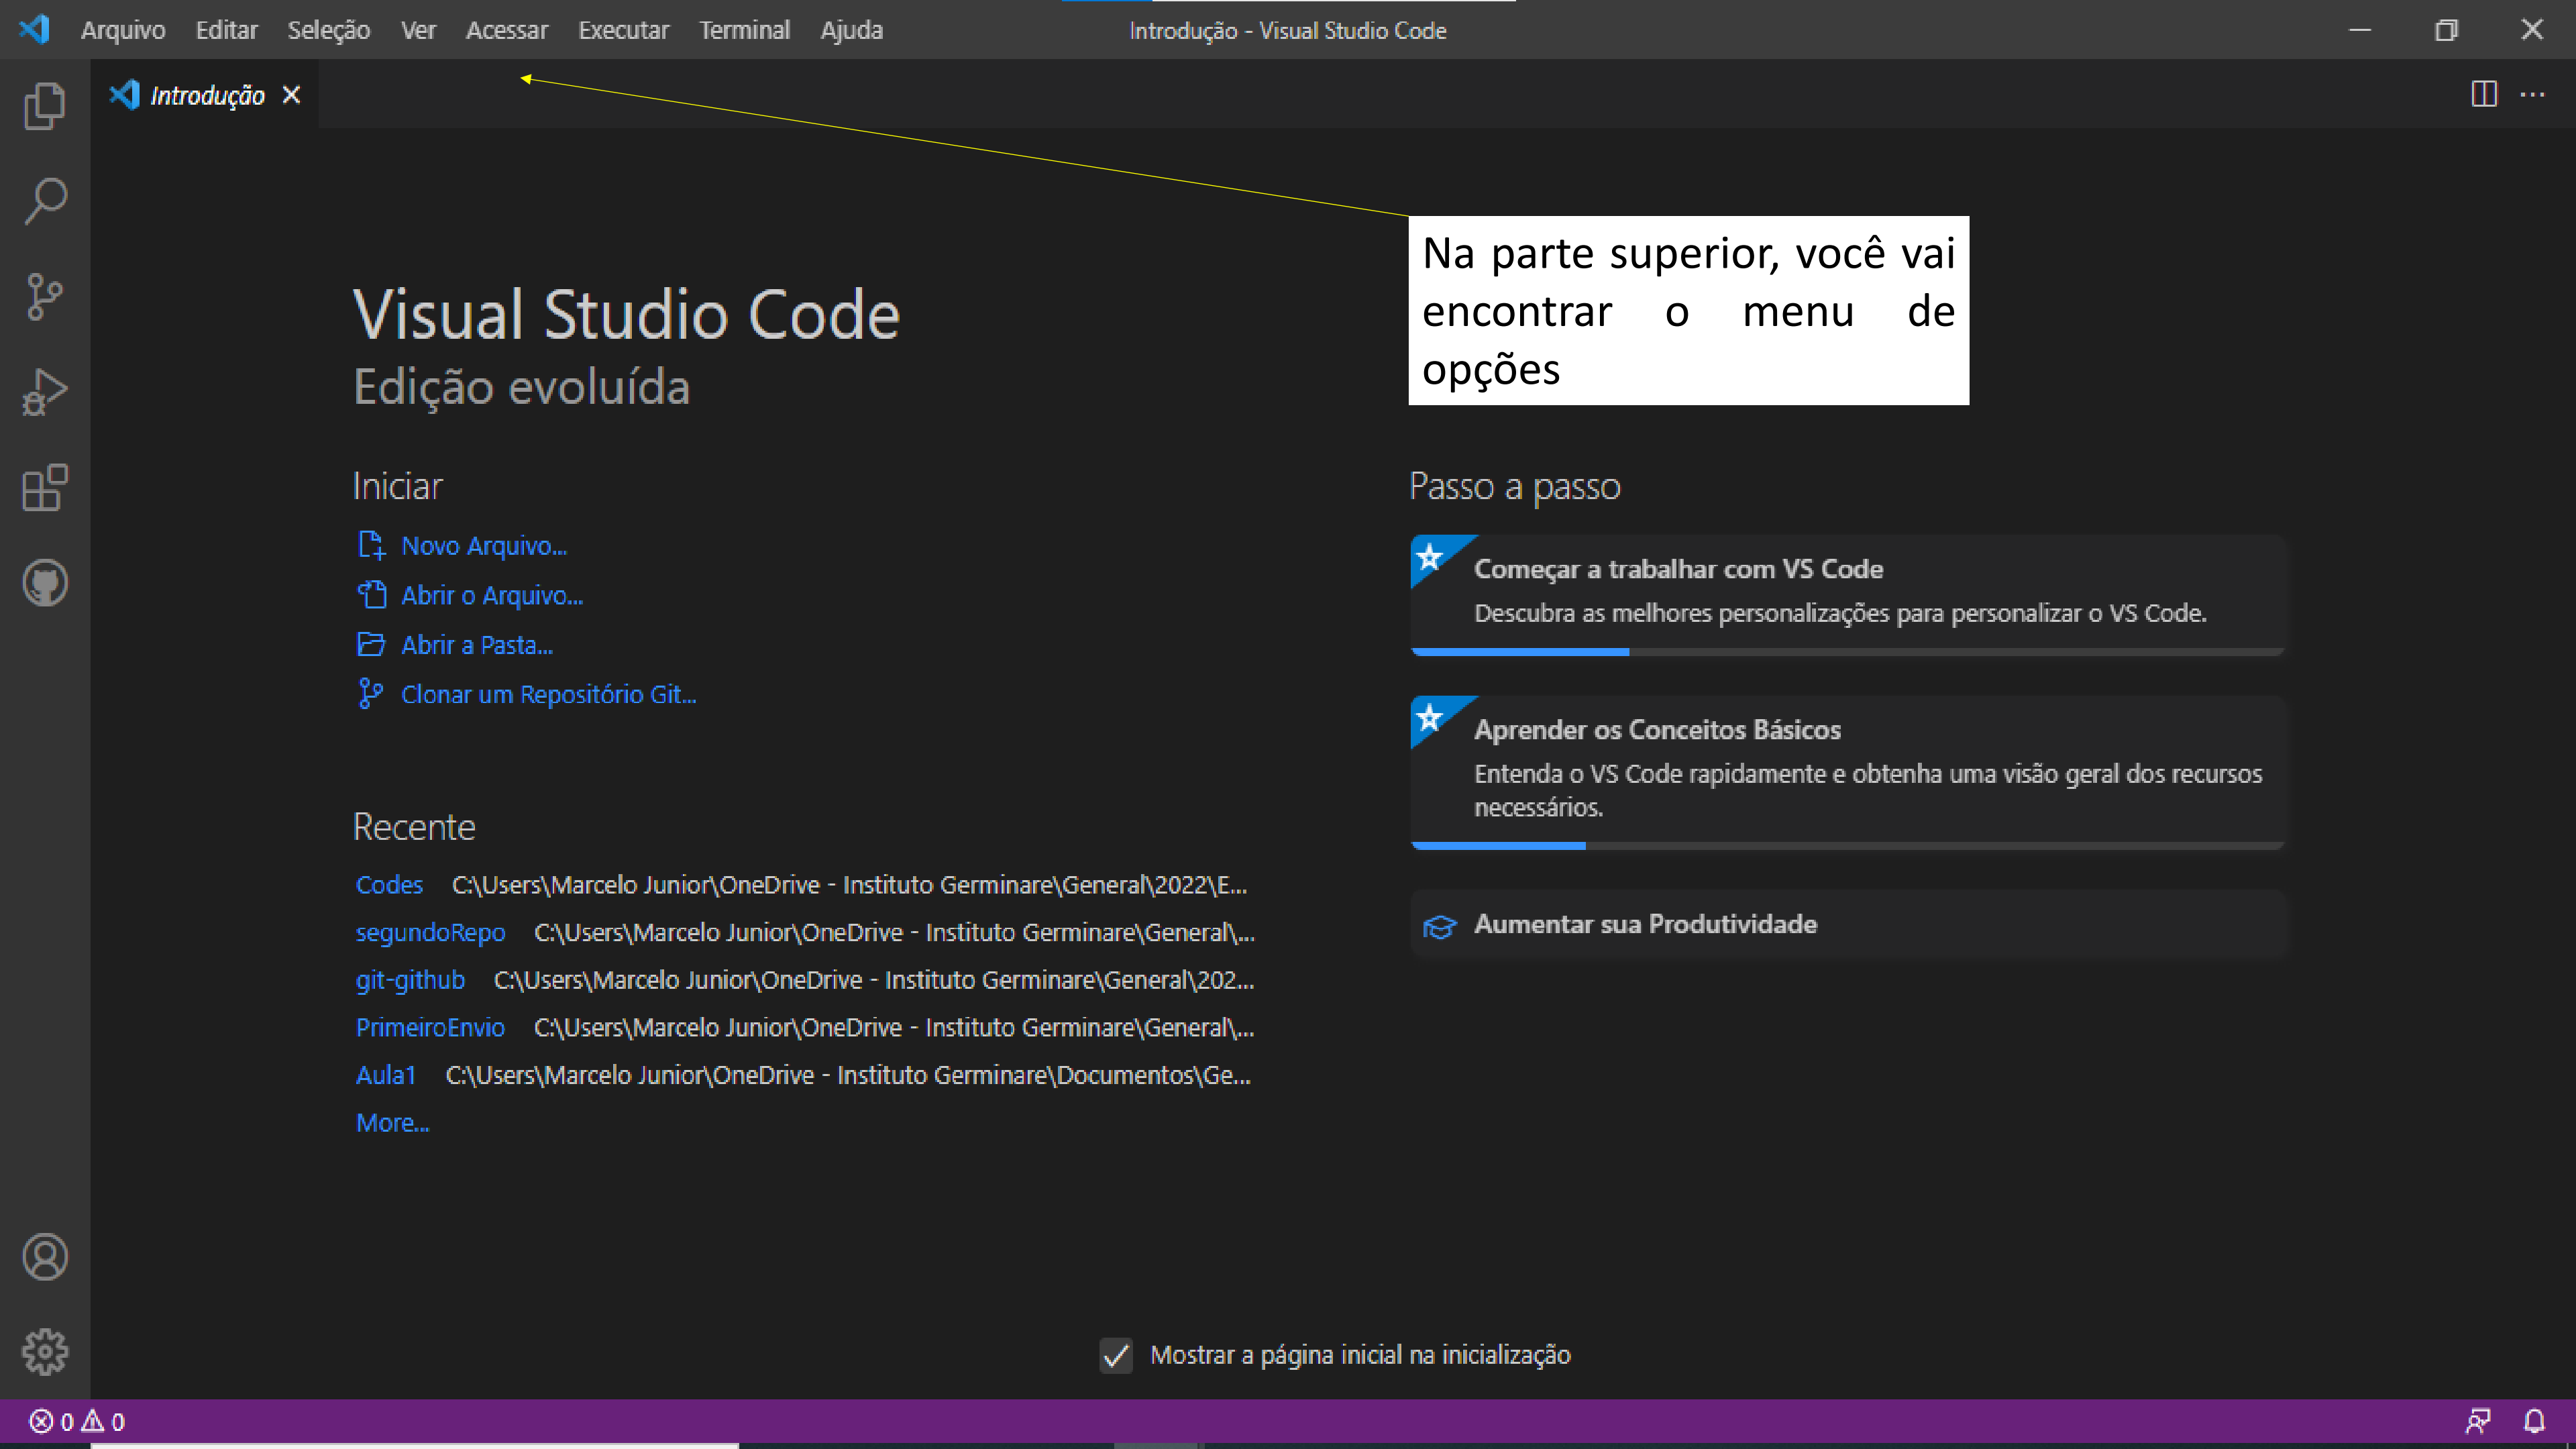 Arquivo Editar Seleção Ver Acessar Executar Terminal Ajuda
Introdução - Visual Studio Code
Introdução
Na parte superior, você vai
encontrar o menu de
opções
Visual Studio Code
Edição evoluída
Iniciar
Novo Arquivo...
Abrir o Arquivo...
Abrir a Pasta...
Clonar um Repositório Git...
Recente
Codes C:\Users\Marcelo Junior\OneDrive - Instituto Germinare\General\2022\E...
segundoRepo C:\Users\Marcelo Junior\OneDrive - Instituto Germinare\General\...
git-github C:\Users\Marcelo Junior\OneDrive - Instituto Germinare\General\202...
PrimeiroEnvio C:\Users\Marcelo Junior\OneDrive - Instituto Germinare\General\...
Aula1 C:\Users\Marcelo Junior\OneDrive - Instituto Germinare\Documentos\Ge...
More...
Passo a passo
Começar a trabalhar com VS Code
Descubra as melhores personalizações para personalizar o VS Code.
Aprender os Conceitos Básicos
Entenda o VS Code rapidamente e obtenha uma visão geral dos recursos
necessários.
Aumentar sua Produtividade
Mostrar a página inicial na inicialização
0 0